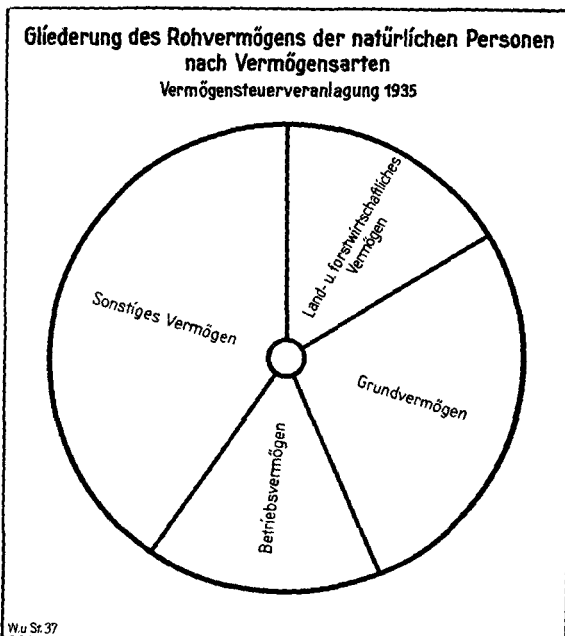 Gliederung des Rohvermögens der natürlichen Personen
nach Vermögensarten
Vermögensteuerveranlagung 1935
Land- u. forstwirtschaftliches
Vermögen
Sonstiges Vermögen
Grundvermögen
Betriebsvermögen
W.u St. 37